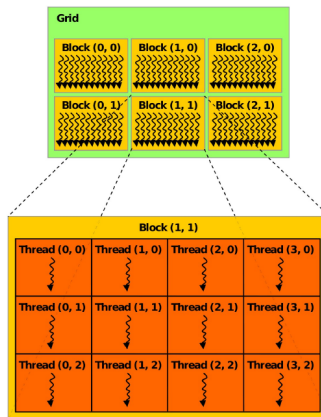 Grid
Block (0, 0) Block (1, 0) Block (2, 0)
Block (0, 1) Block (1, 1) Block (2, 1)
Block (1, 1)
Thread (0, 0) Thread (1, 0) Thread (2, 0) Thread (3, 0)
Thread (0, 1) Thread (1, 1) Thread (2, 1) Thread (3, 1)
Thread (0, 2) Thread (1, 2) Thread (2, 2) Thread (3, 2)